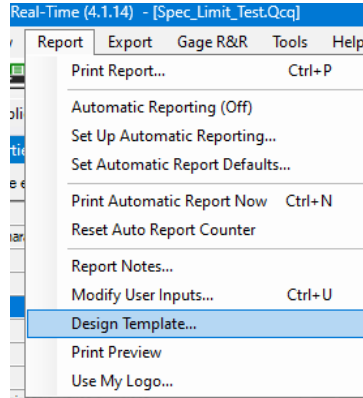 Real-Time (4.1.14) - [Spec_Limit_Test.Qcq]
Report Export Gage R&R Tools Help
Print Report... Ctrl+P
Automatic Reporting (Off)
Set Up Automatic Reporting...
Set Automatic Report Defaults...
Print Automatic Report Now Ctrl+N
Reset Auto Report Counter
Report Notes...
Modify User Inputs... Ctrl+U
Design Template...
Print Preview
Use My Logo...